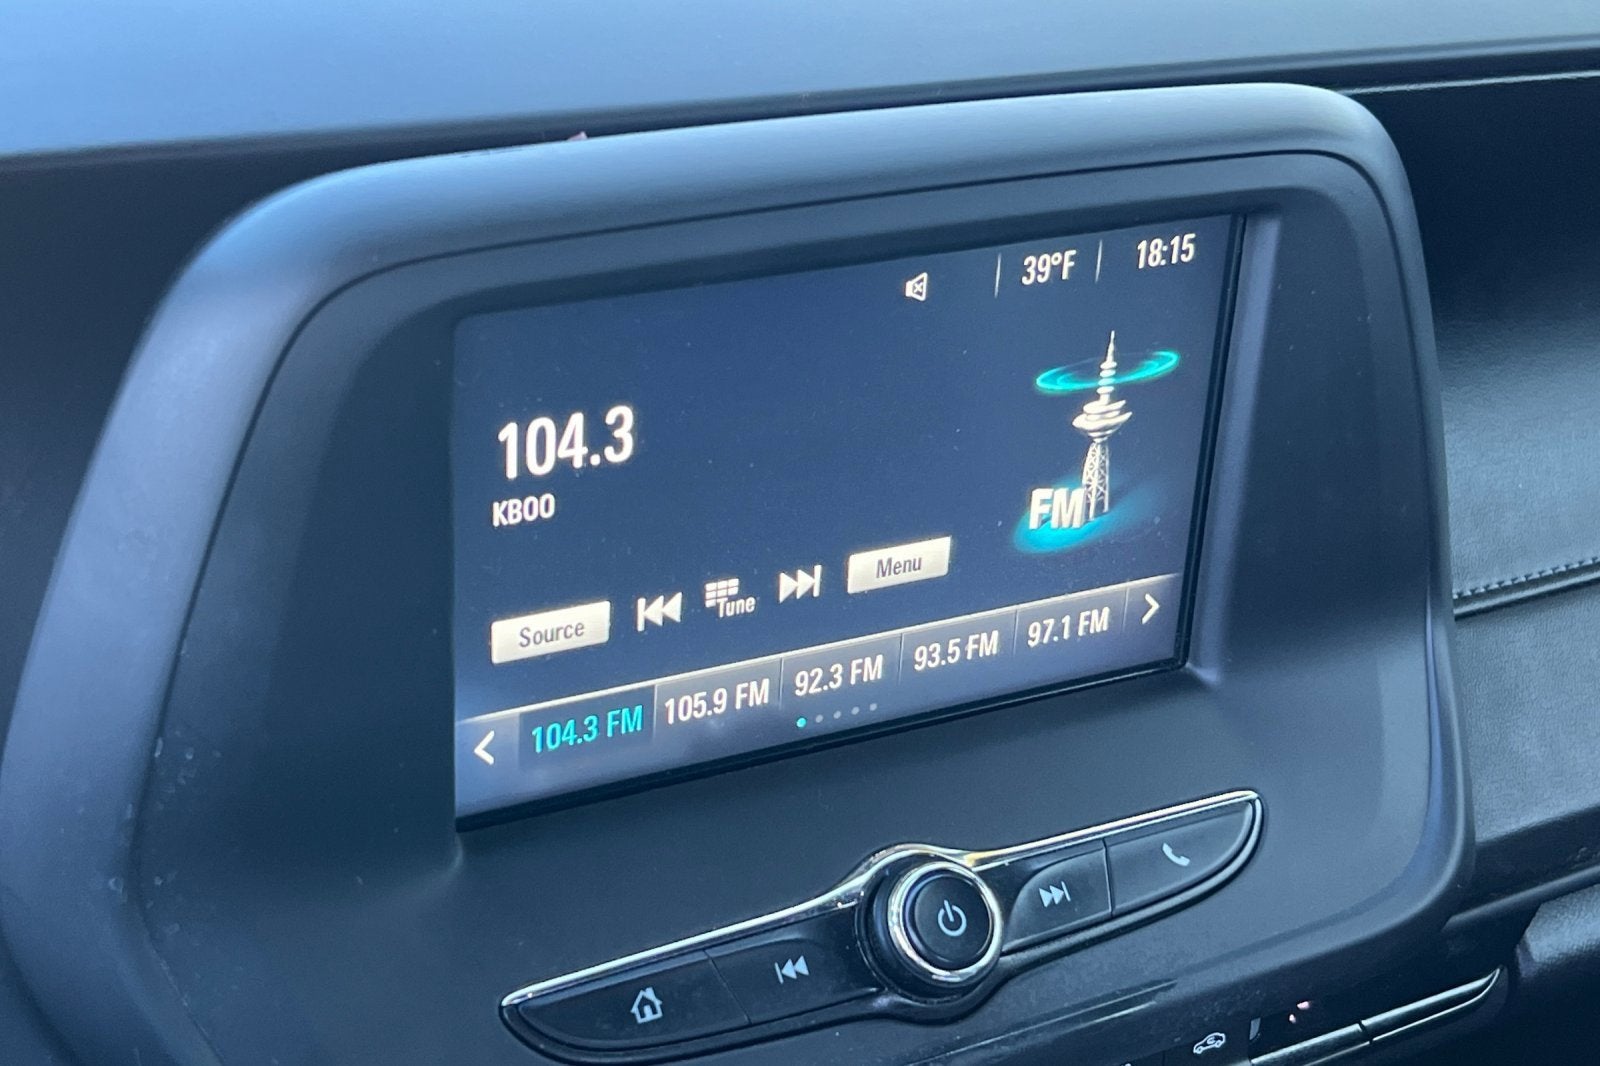 39°F 18:15
104.3
KBOO
FM
Source Tune Menu
104.3 FM 105.9 FM 92.3 FM 93.5 FM 97.1 FM